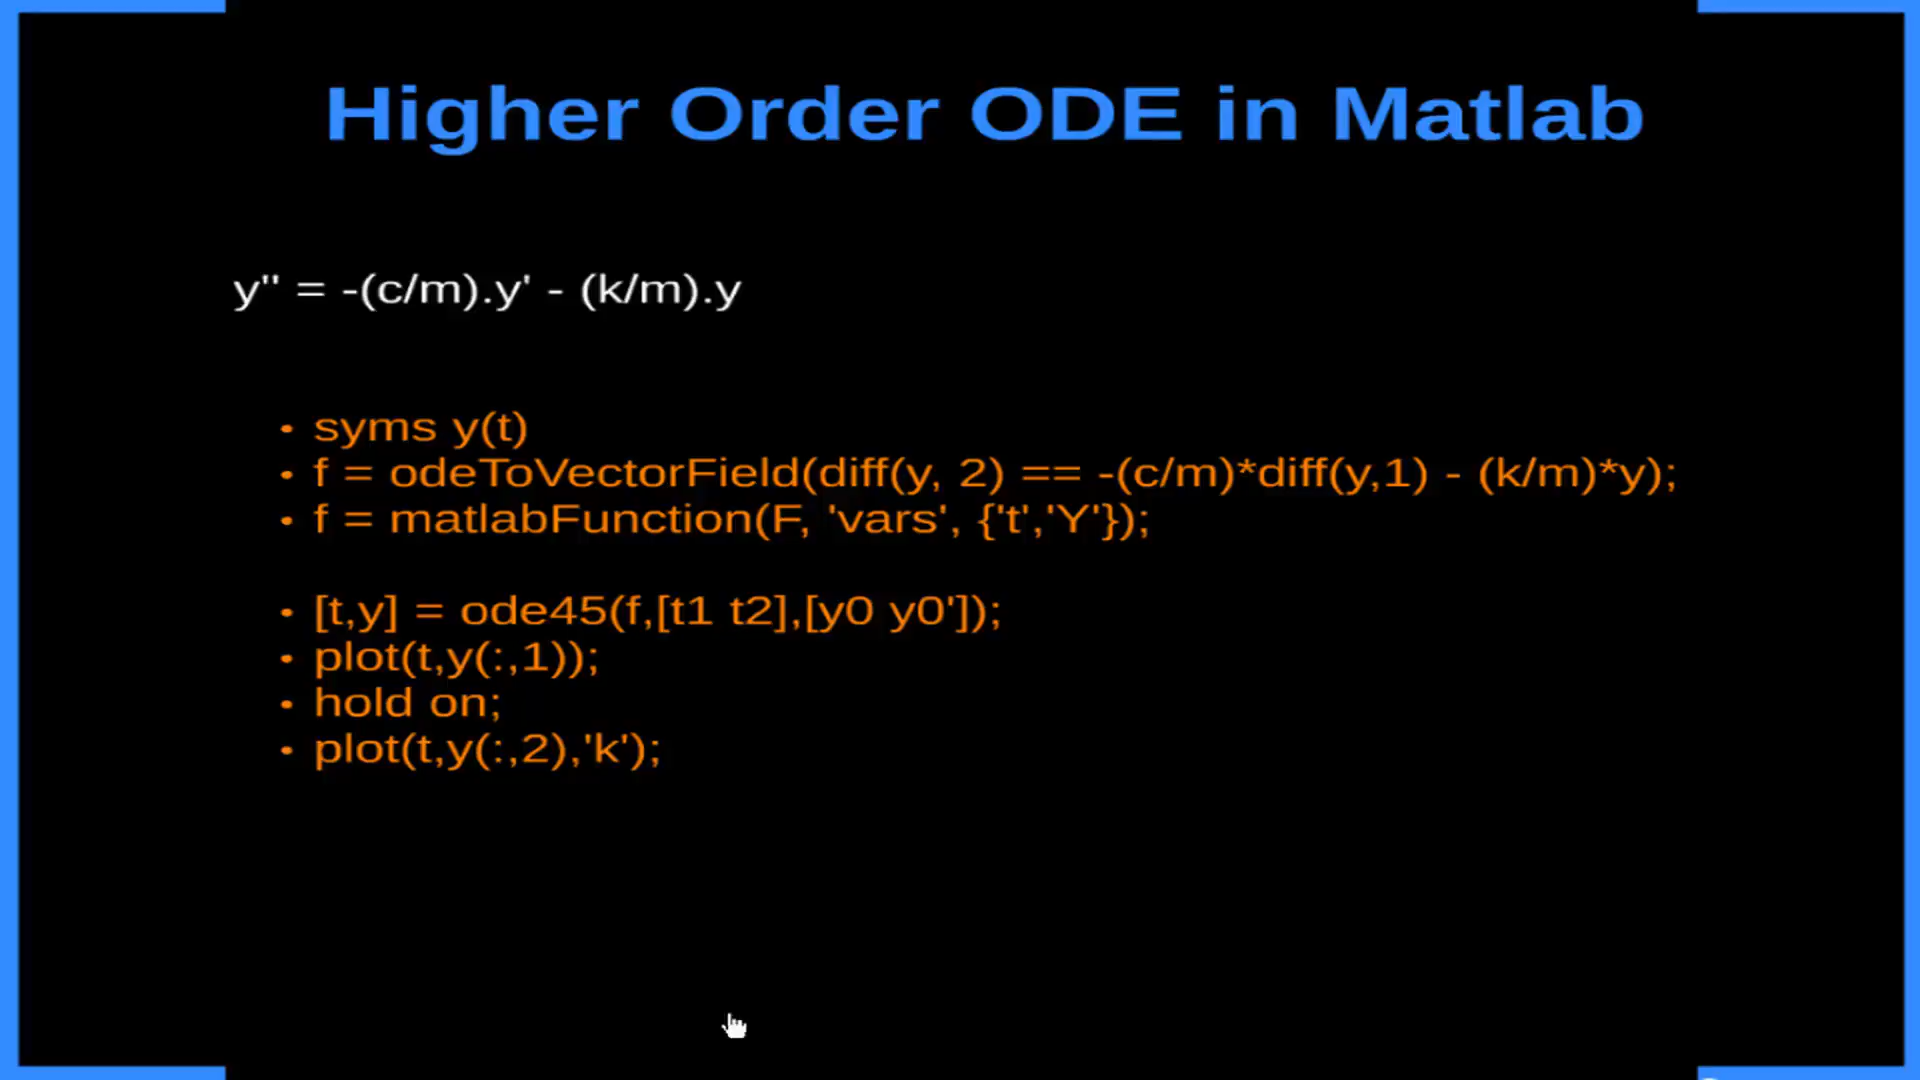 Higher Order ODE in Matlab
y'' = -(c/m).y' - (k/m).y
• syms y(t)
• f = odeToVectorField(diff(y, 2) == -(c/m)*diff(y,1) - (k/m)*y);
• f = matlabFunction(F, 'vars', {'t','Y'});
• [t,y] = ode45(f,[t1 t2],[y0 y0']);
• plot(t,y(:,1));
• hold on;
• plot(t,y(:,2),'k');